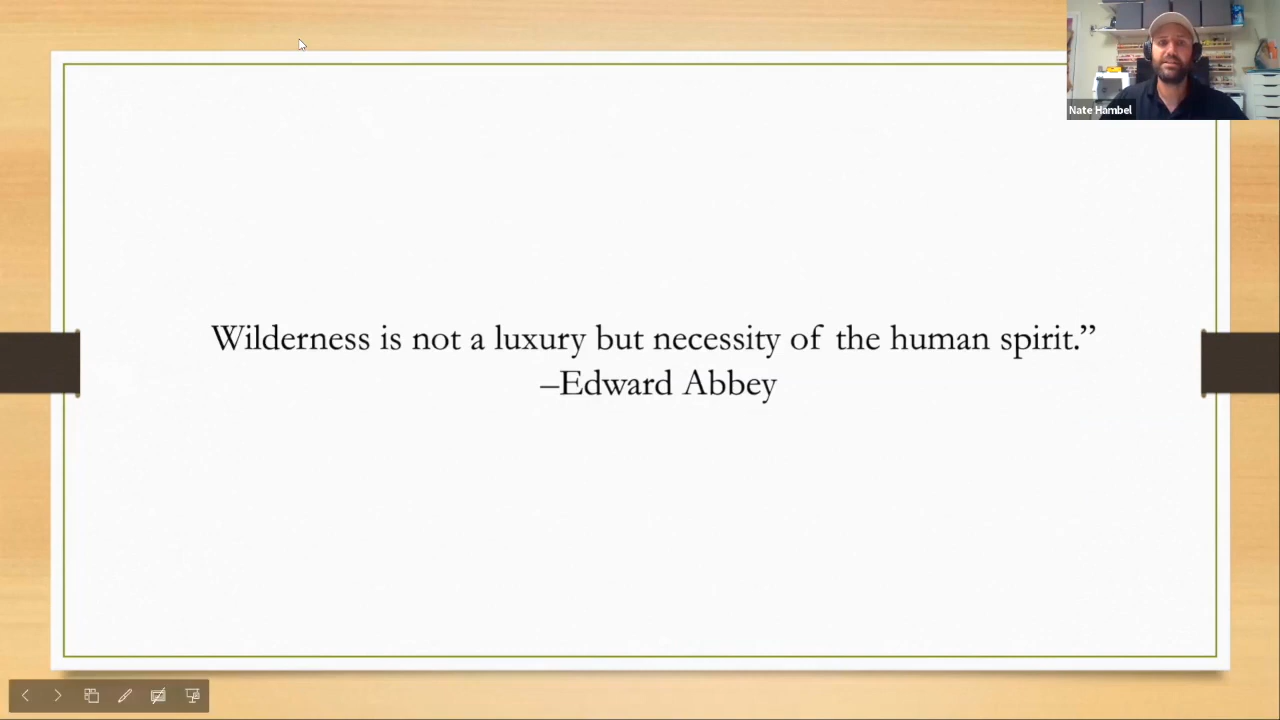 Nate Hambel
Wilderness is not a luxury but necessity of the human spirit.”
–Edward Abbey